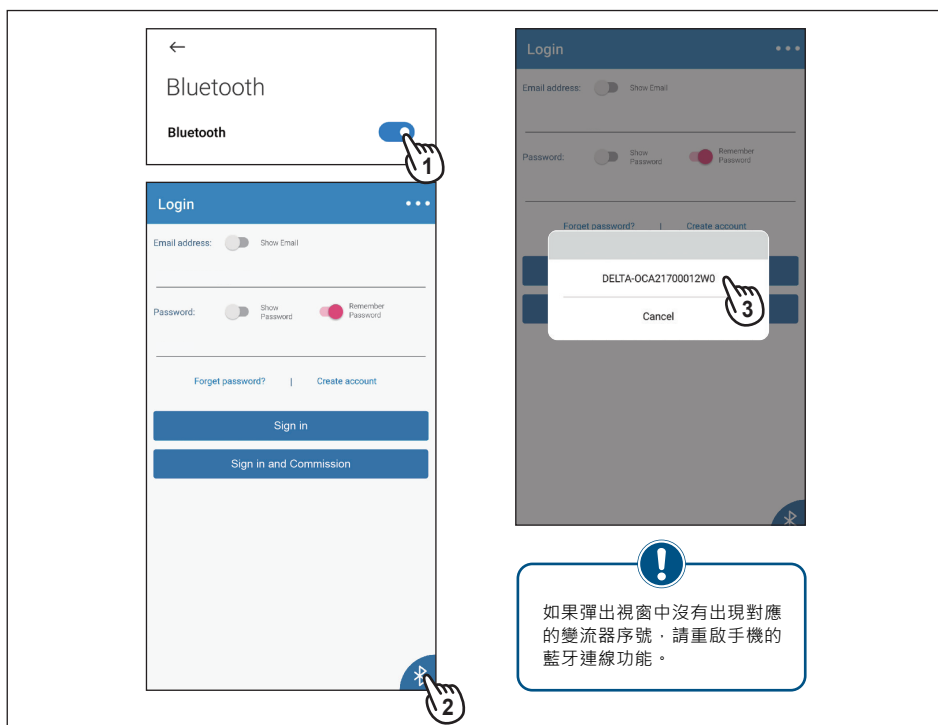 ←
Bluetooth
Bluetooth
1
Login
Email address:
Show Email
Password:
Show
Password
Remember
Password
Forget password? | Create account
Sign in
Sign in and Commission
2
Login
Email address:
Show Email
Password:
Show
Password
Remember
Password
Forget password? | Create account
DELTA-OCA21700012W0
3
Cancel
!
如果彈出視窗中沒有出現對應
的變流器序號，請重啟手機的
藍牙連線功能。